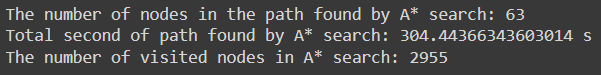 The number of nodes in the path found by A* search: 63
Total second of path found by A* search: 304.44366343603014 s
The number of visited nodes in A* search: 2955